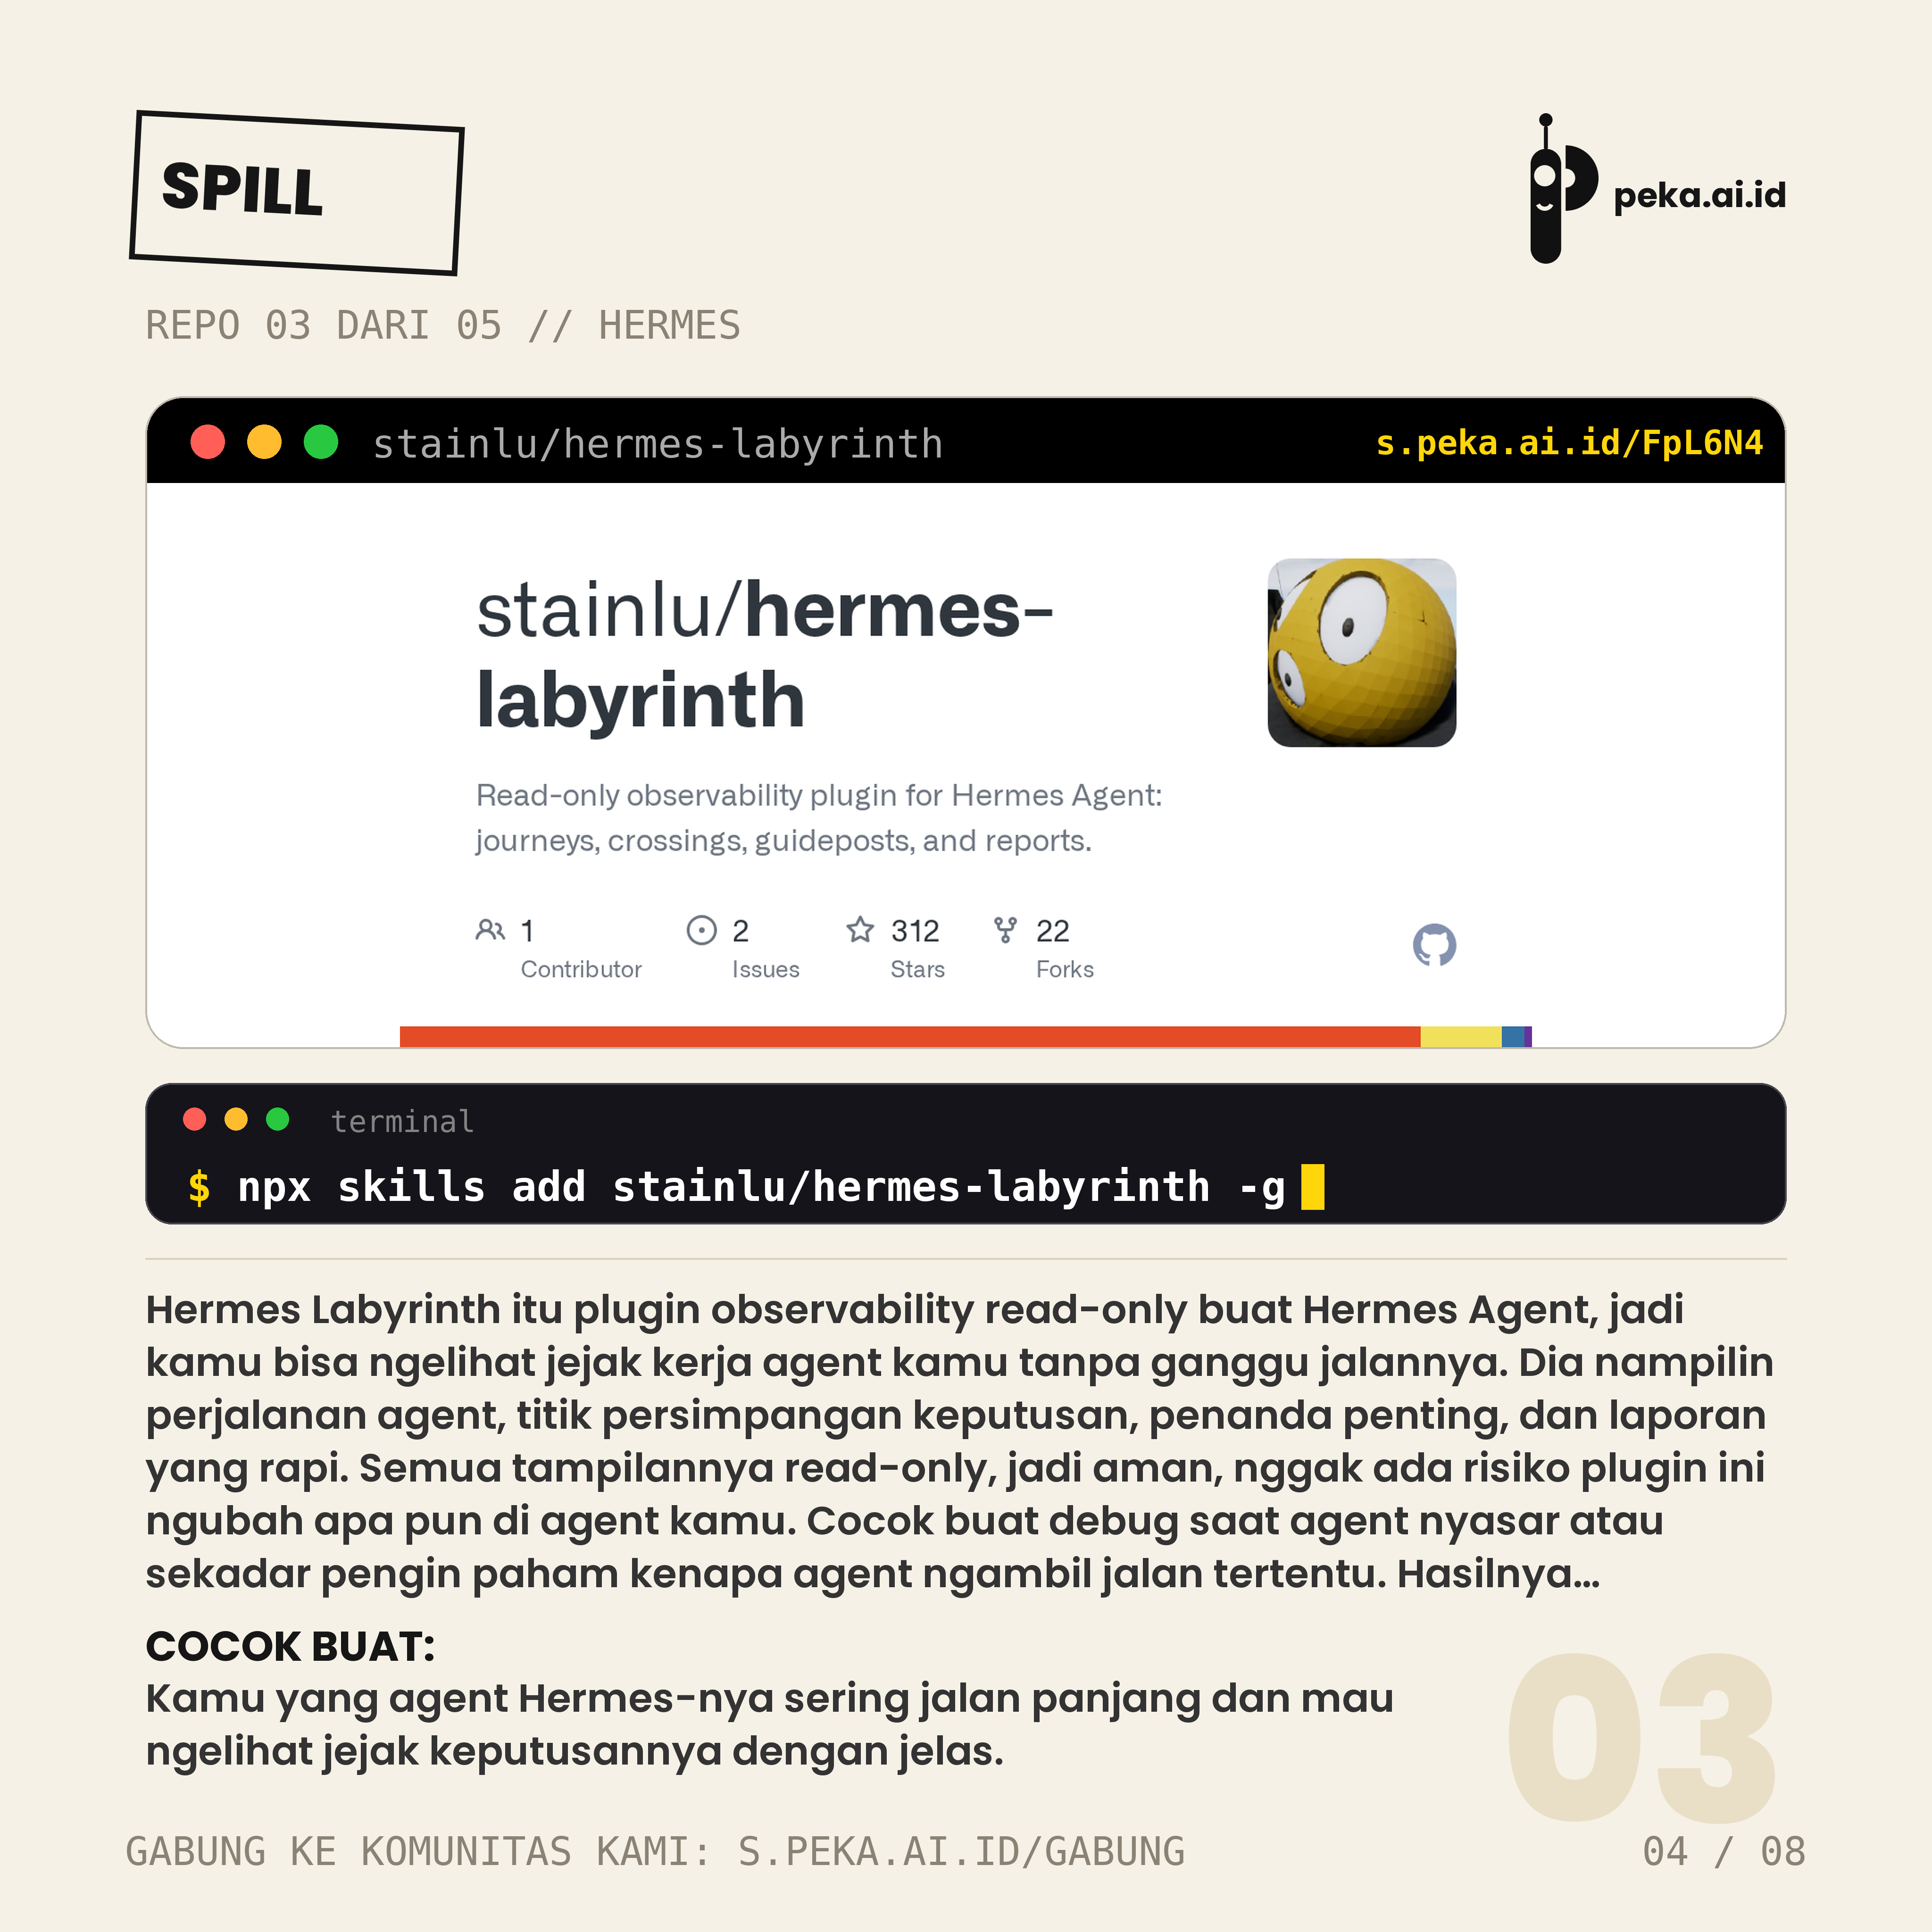 SPILL
peka.ai.id
REPO 03 DARI 05 // HERMES
stainlu/hermes-labyrinth
s.peka.ai.id/FpL6N4
stainlu/hermes-
labyrinth
Read-only observability plugin for Hermes Agent:
journeys, crossings, guideposts, and reports.
1
Contributor
2
Issues
312
Stars
22
Forks
terminal
$ npx skills add stainlu/hermes-labyrinth -g
Hermes Labyrinth itu plugin observability read-only buat Hermes Agent, jadi
kamu bisa ngelihat jejak kerja agent kamu tanpa ganggu jalannya. Dia nampilin
perjalanan agent, titik persimpangan keputusan, penanda penting, dan laporan
yang rapi. Semua tampilannya read-only, jadi aman, nggak ada risiko plugin ini
ngubah apa pun di agent kamu. Cocok buat debug saat agent nyasar atau
sekadar pengin paham kenapa agent ngambil jalan tertentu. Hasilnya...
COCOK BUAT:
Kamu yang agent Hermes-nya sering jalan panjang dan mau
ngelihat jejak keputusannya dengan jelas.
03
GABUNG KE KOMUNITAS KAMI: S.PEKA.AI.ID/GABUNG
04 / 08